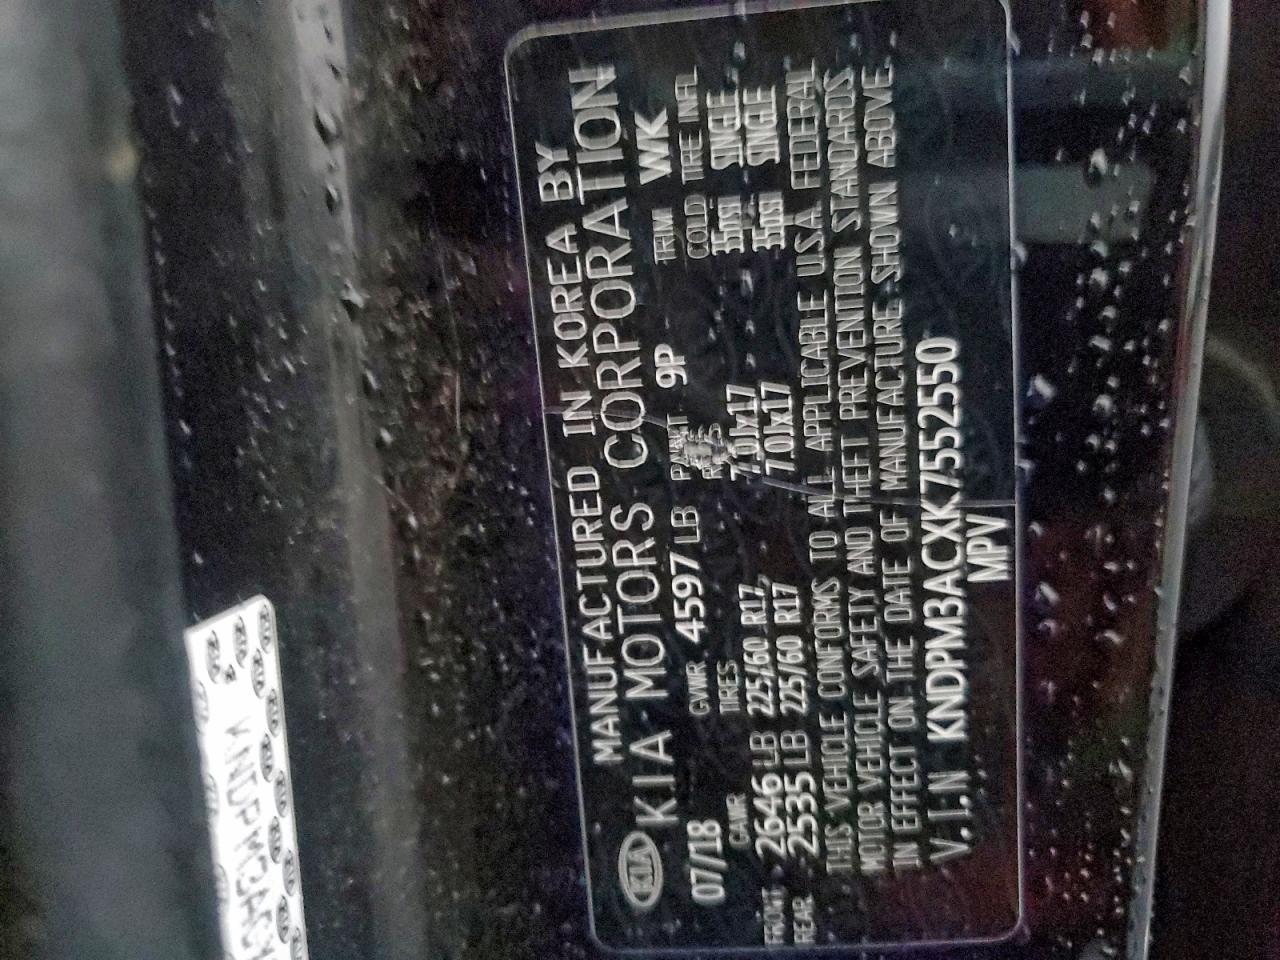 MANUFACTURED IN KOREA BY
KIA KIA MOTORS CORPORATION
07/18 GWR 4597 LB PAINT 9P TRIM WK
GAWR TIRES COLD TIRE INFL
FRONT 2646 LB 225/60 R17, 7.0Jx17 SINGLE
REAR 2535 LB 225/60 R17 7.0Jx17 SINGLE
THIS VEHICLE CONFORMS TO ALL APPLICABLE U.S.A. FEDERAL
MOTOR VEHICLE SAFETY AND THEFT PREVENTION STANDARDS
IN EFFECT ON THE DATE OF MANUFACTURE SHOWN ABOVE.
V.I.N KNDPM3ACXK7552550
MPV